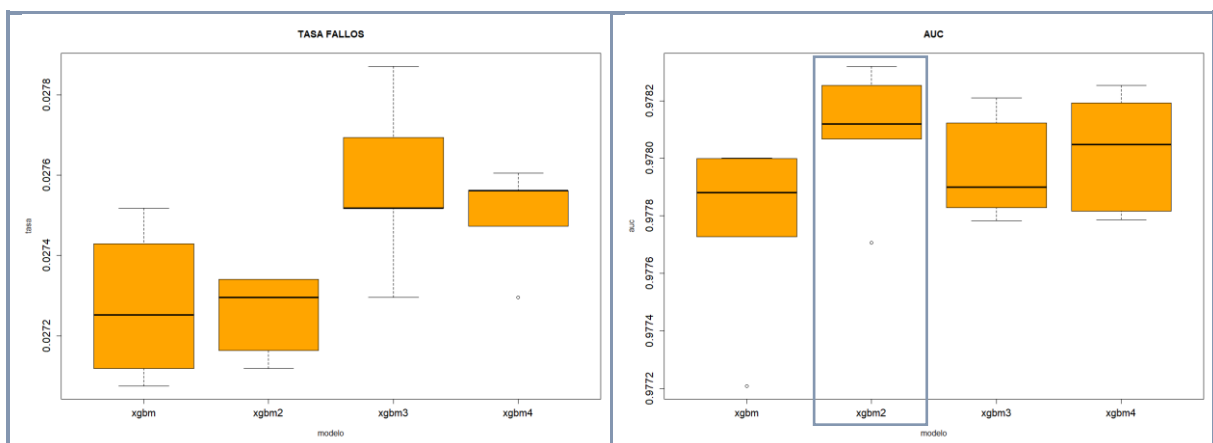 TASA FALLOS
tasa
0.0278
0.0276
0.0274
0.0272
xgbm xgbm2 xgbm3 xgbm4
modelo
AUC
auc
0.9782
0.9780
0.9778
0.9776
0.9774
0.9772
xgbm xgbm2 xgbm3 xgbm4
modelo